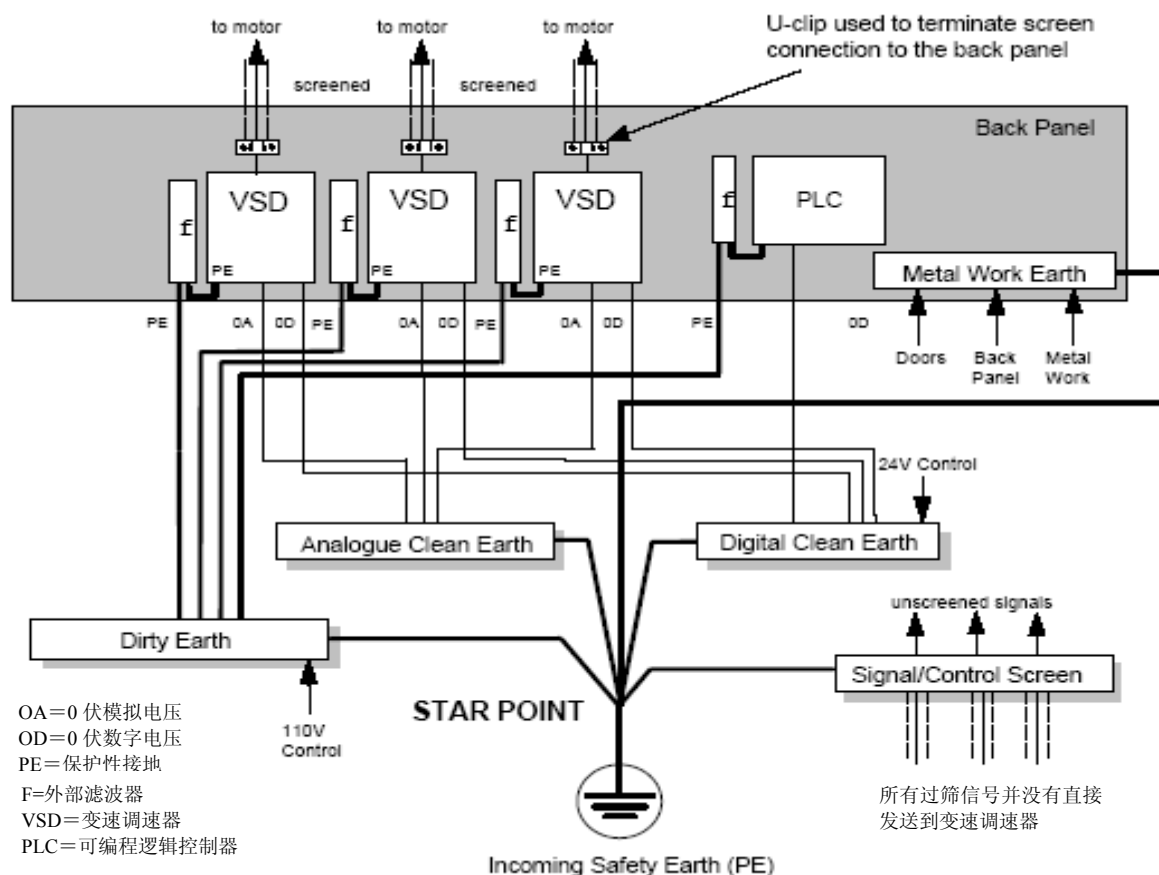 to motor
to motor
to motor
U-clip used to terminate screen
connection to the back panel
screened
screened
Back Panel
f
VSD
PE
f
VSD
PE
f
VSD
PE
f
PLC
Metal Work Earth
PE
0A
0D
PE
0A
0D
PE
0A
0D
PE
0D
Doors
Back
Panel
Metal
Work
24V Control
Analogue Clean Earth
Digital Clean Earth
unscreened signals
Dirty Earth
Signal/Control Screen
STAR POINT
110V
Control
OA＝0 伏模拟电压
OD＝0 伏数字电压
PE＝保护性接地
F=外部滤波器
VSD＝变速调速器
PLC＝可编程逻辑控制器
所有过筛信号并没有直接
发送到变速调速器
Incoming Safety Earth (PE)